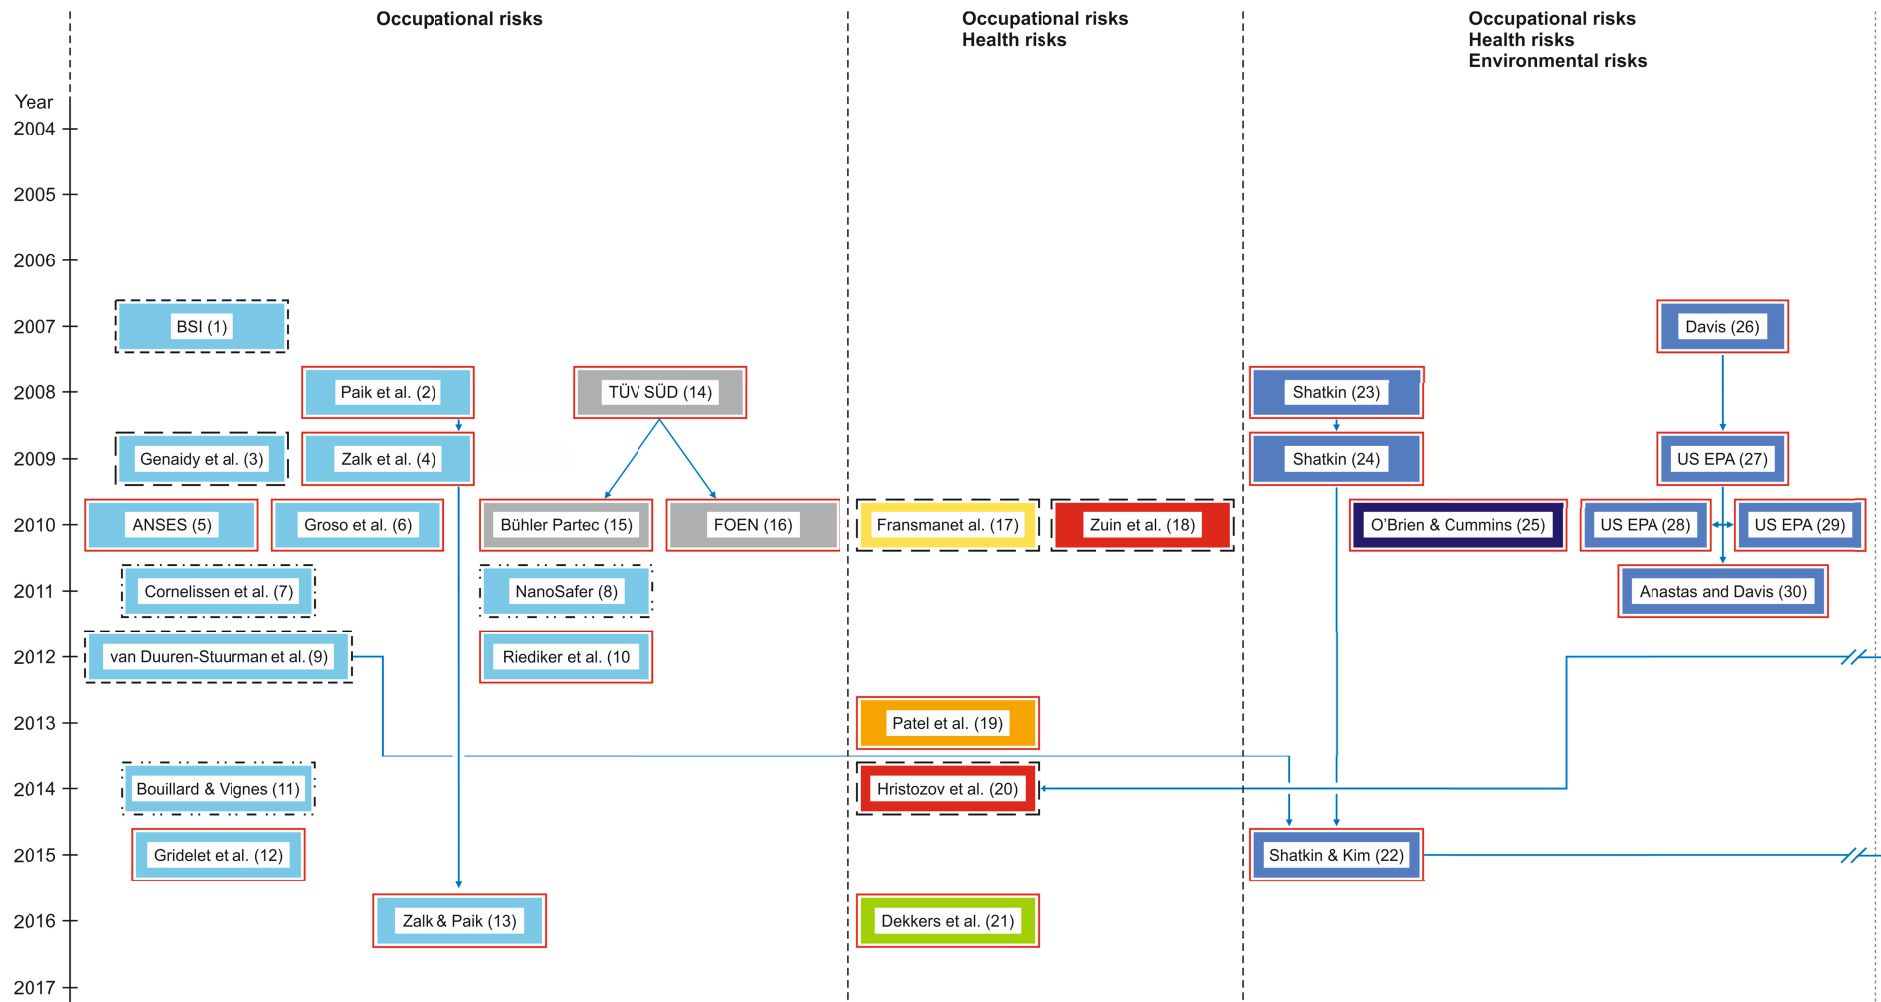 Occupational risks
Occupational risks
Health risks
Occupational risks
Health risks
Environmental risks
Year
2004
2005
2006
2007
BSI (1)
Davis (26)
2008
Paik et al. (2)
TÜV SÜD (14)
Shatkin (23)
2009
Genaidy et al. (3)
Zalk et al. (4)
Shatkin (24)
US EPA (27)
2010
ANSES (5)
Groso et al. (6)
Bühler Partec (15)
FOEN (16)
Fransmanet al. (17)
Zuin et al. (18)
O'Brien & Cummins (25)
US EPA (28)
US EPA (29)
2011
Cornelissen et al. (7)
NanoSafer (8)
Anastas and Davis (30)
2012
van Duuren-Stuurman et al. (9)
Riediker et al. (10
2013
Patel et al. (19)
2014
Bouillard & Vignes (11)
Hristozov et al. (20)
2015
Gridelet et al. (12)
Shatkin & Kim (22)
2016
Zalk & Paik (13)
Dekkers et al. (21)
2017